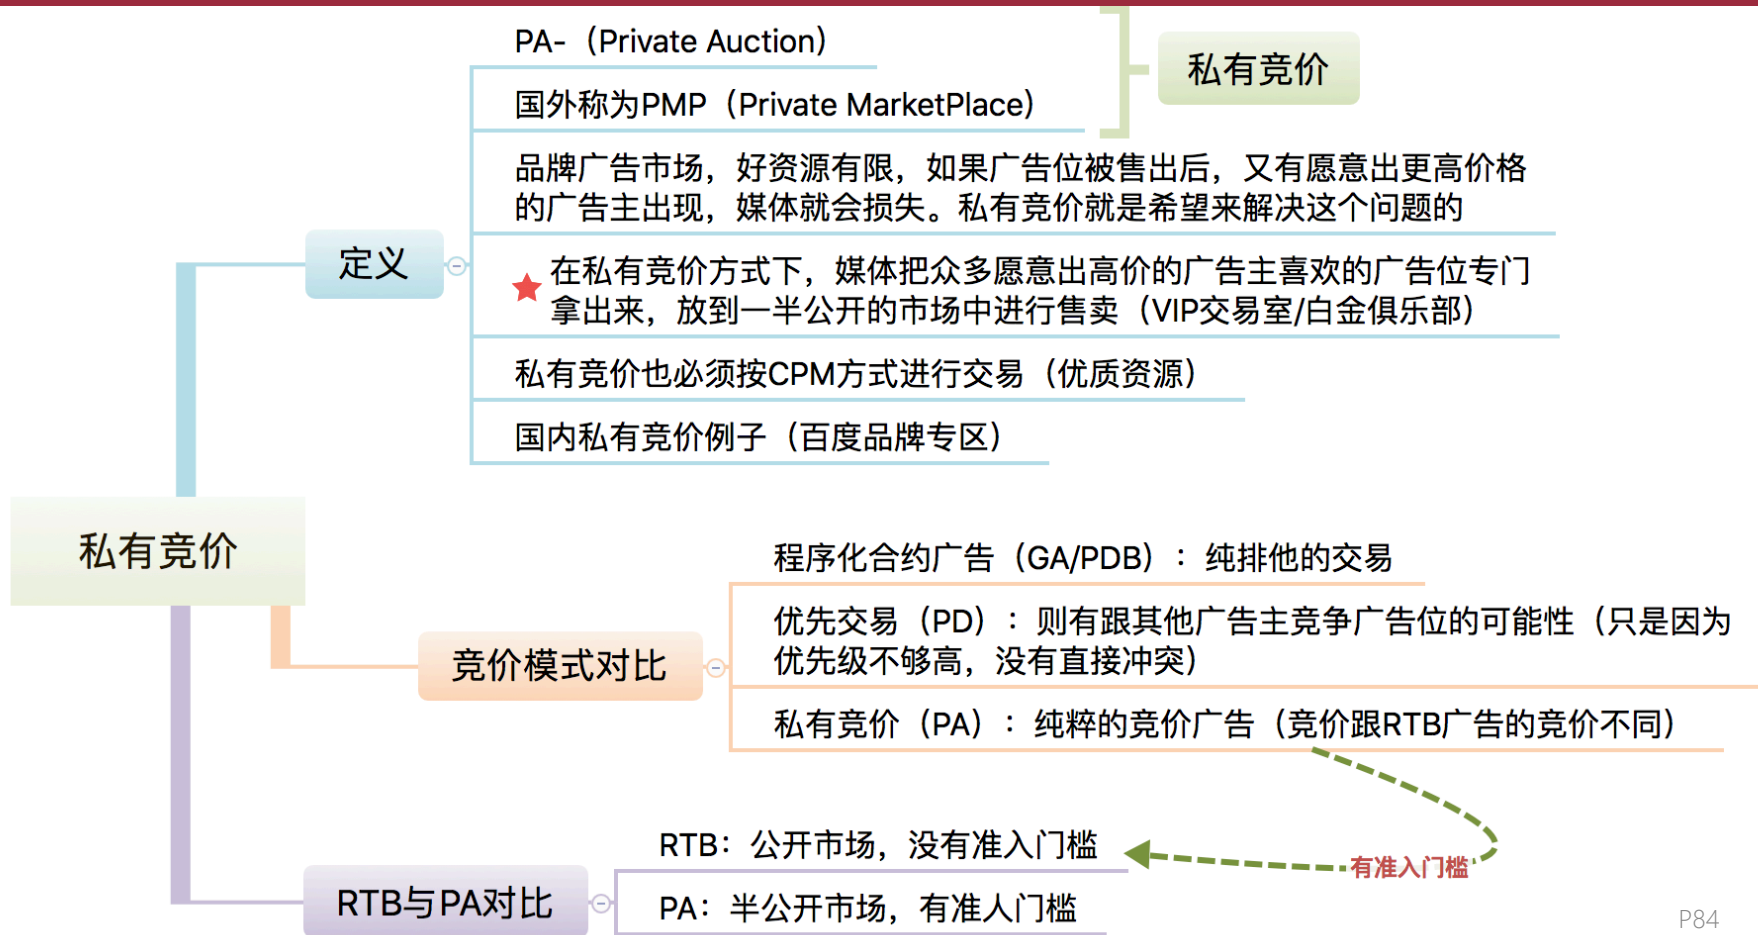 PA-（Private Auction）
国外称为PMP（Private MarketPlace）
私有竞价
品牌广告市场，好资源有限，如果广告位被售出后，又有愿意出更高价格
的广告主出现，媒体就会损失。私有竞价就是希望来解决这个问题的
定义
在私有竞价方式下，媒体把众多愿意出高价的广告主喜欢的广告位专门
拿出来，放到一半公开的市场中进行售卖（VIP交易室/白金俱乐部）
私有竞价也必须按CPM方式进行交易（优质资源）
国内私有竞价例子（百度品牌专区）
私有竞价
程序化合约广告（GA/PDB）：纯排他的交易
竞价模式对比
优先交易（PD）：则有跟其他广告主竞争广告位的可能性（只是因为
优先级不够高，没有直接冲突）
私有竞价（PA）：纯粹的竞价广告（竞价跟RTB广告的竞价不同）
RTB与PA对比
RTB：公开市场，没有准入门槛
有准入门槛
PA：半公开市场，有准人门槛
P84